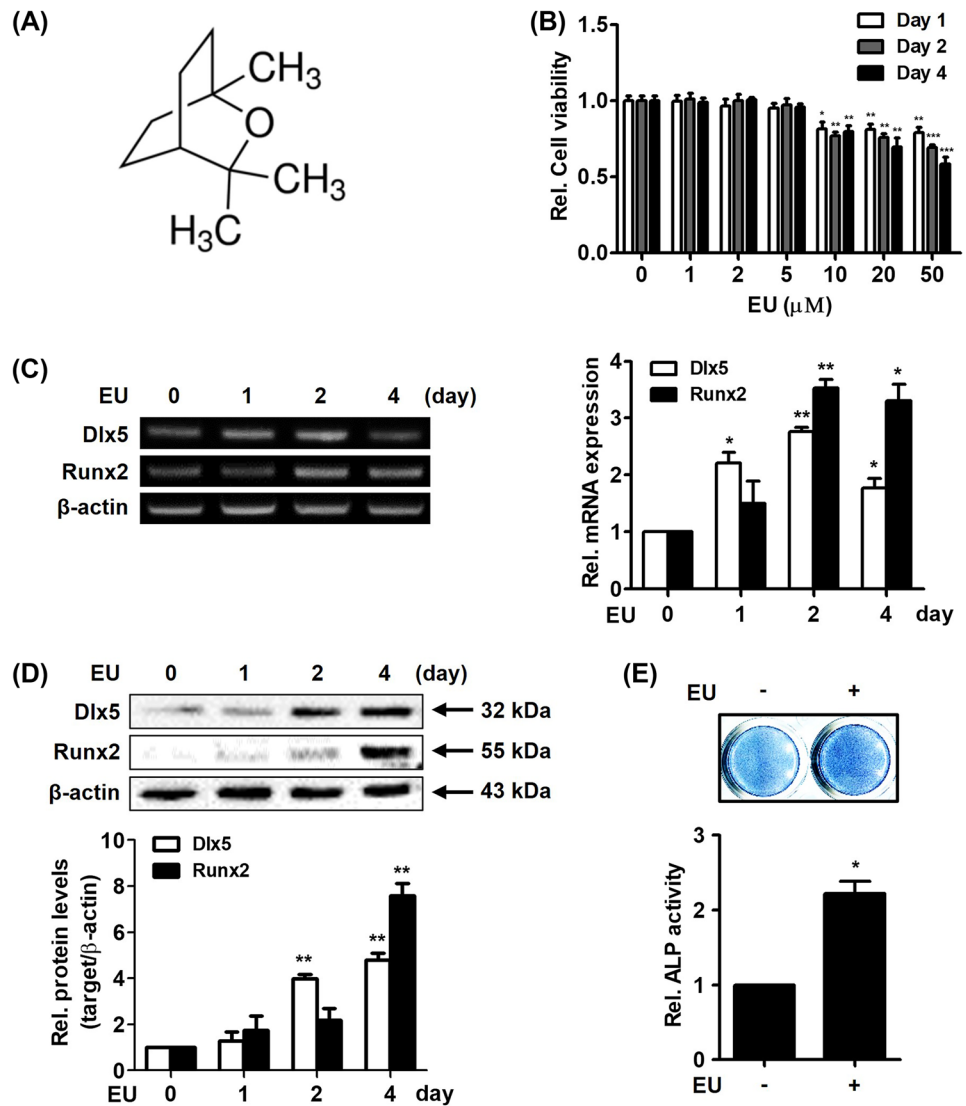 (A)
CH3
O
CH3
H3C
(B)
Day 1
Day 2
Day 4
Rel. Cell viability
1.5
1.0
0.5
0.0
* ** ** ** ** ** ** *** ***
0 1 2 5 10 20 50
EU (μM)
(C)
EU 0 1 2 4 (day)
Dlx5
Runx2
β-actin
Dlx5
Runx2
Rel. mRNA expression
4
3
2
1
0
* ** ** * *
EU 0 1 2 4 day
(D)
EU 0 1 2 4 (day)
Dlx5 32 kDa
Runx2 55 kDa
β-actin 43 kDa
Dlx5
Runx2
Rel. protein levels
(target/β-actin)
10
8
6
4
2
0
** ** **
EU 0 1 2 4 day
(E)
EU - +
Rel. ALP activity
3
2
1
0
*
EU - +